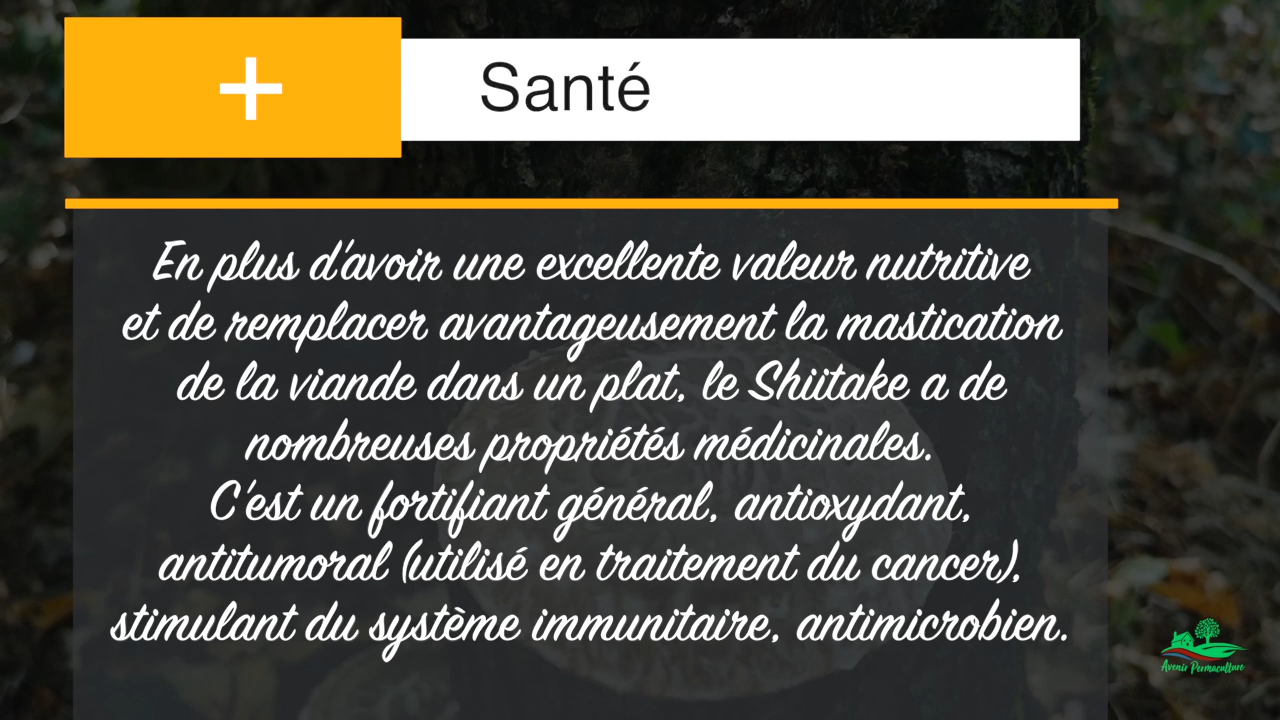 +
Santé
En plus d'avoir une excellente valeur nutritive
et de remplacer avantageusement la mastication
de la viande dans un plat, le Shiitake a de
nombreuses propriétés médicinales.
C'est un fortifiant général, antioxydant,
antitumoral (utilisé en traitement du cancer),
stimulant du système immunitaire, antimicrobien.
Avenir Permaculture